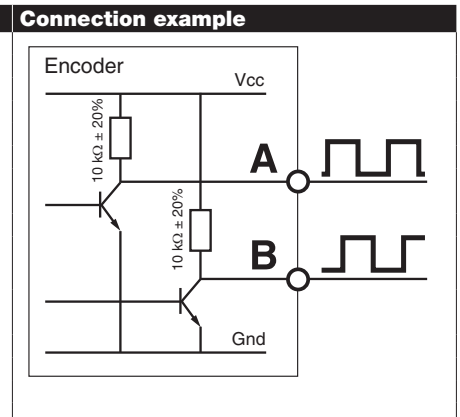 Connection example
Encoder
Vcc
10 kΩ ± 20%
A
10 kΩ ± 20%
B
Gnd